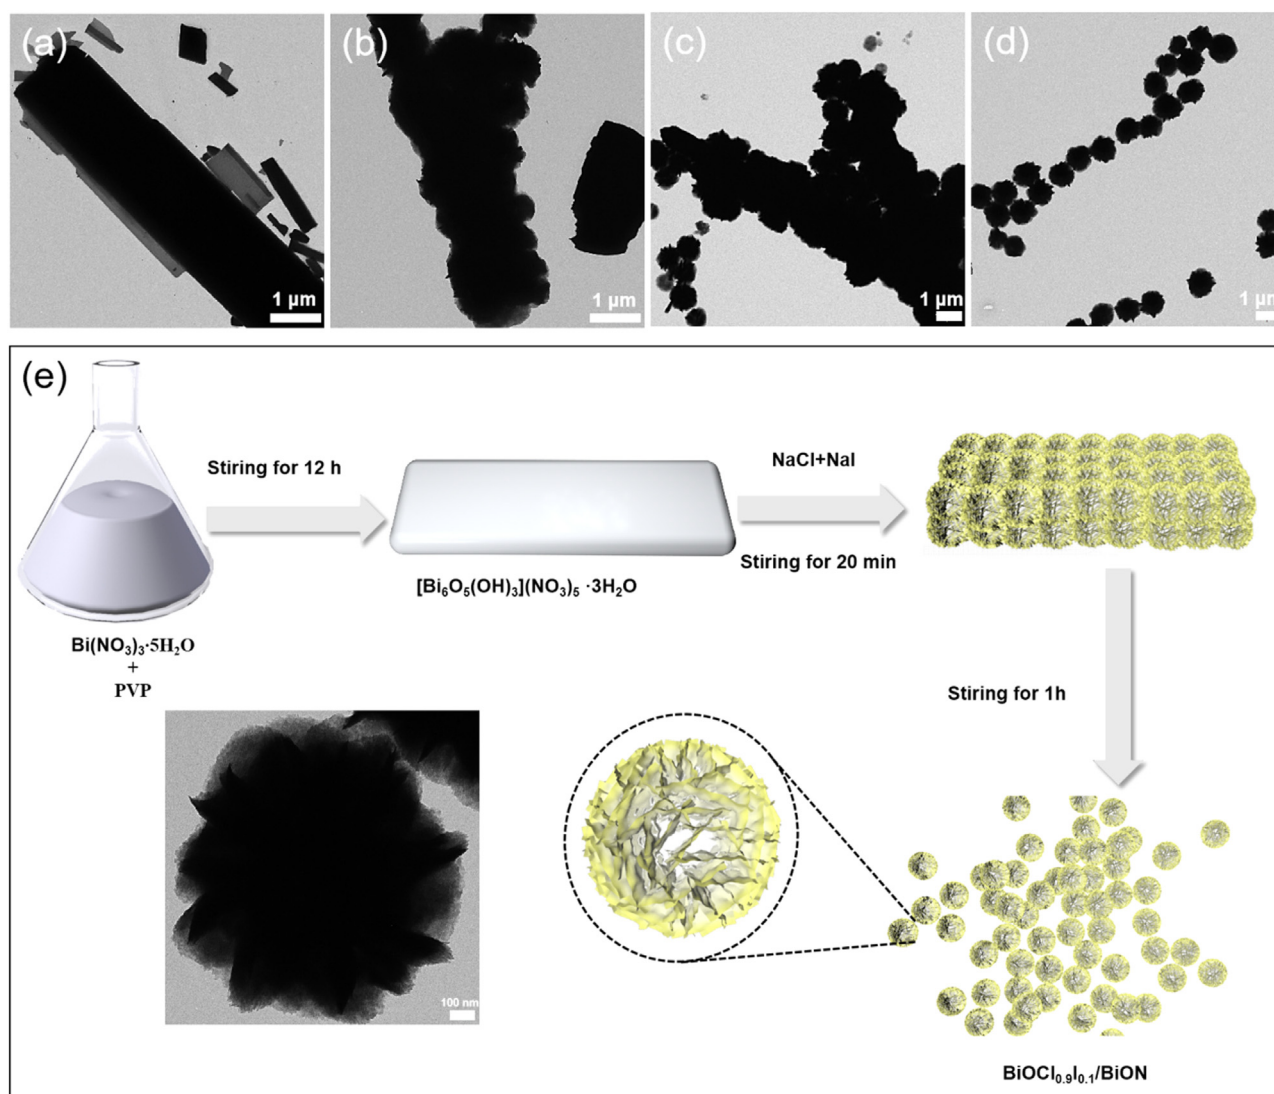 (a)
(b)
(c)
(d)
1 μm
1 μm
1 μm
1 μ
(e)
Stiring for 12 h
NaCl+NaI
Stiring for 20 min
[Bi₆O₅(OH)₃](NO₃)₅ ·3H₂O
Bi(NO₃)₃·5H₂O
+
PVP
Stiring for 1h
100 nm
BiOCl₀.₉I₀.₁/BiON